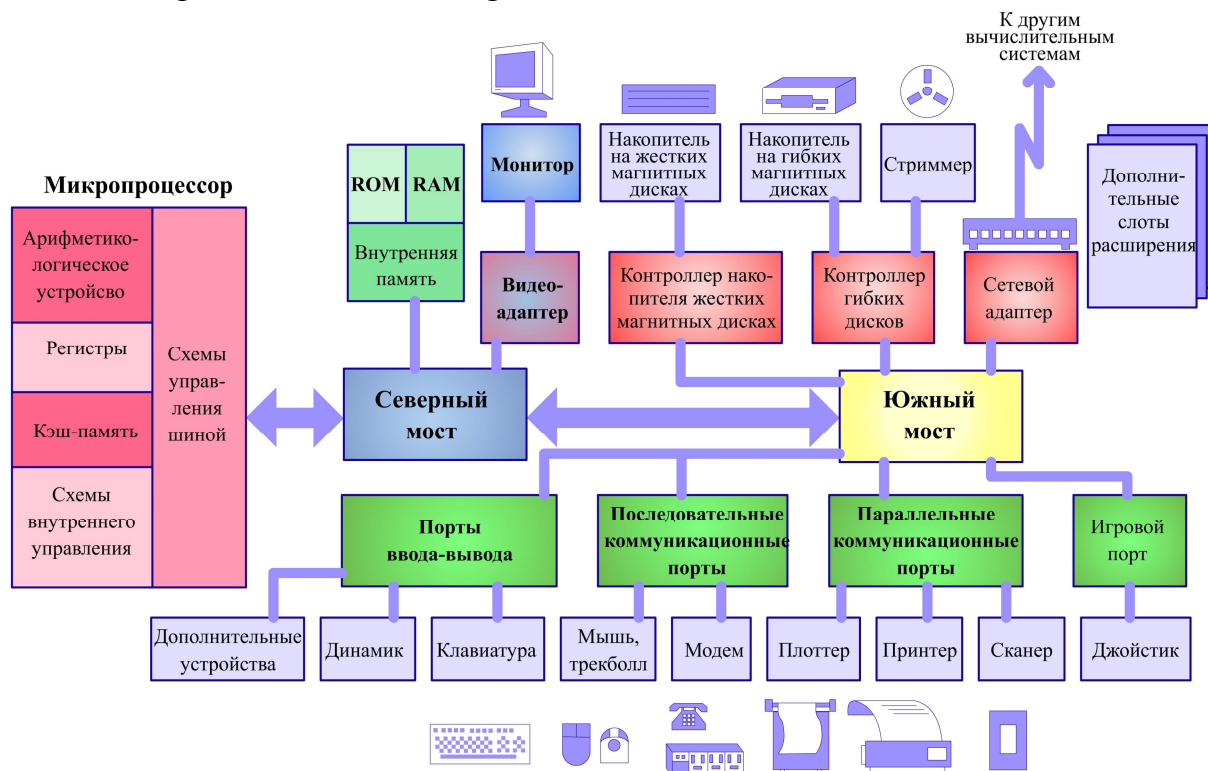 К другим
вычислительным
системам
Монитор
Накопитель
на жестких
магнитных
дисках
Накопитель
на гибких
магнитных
дисках
Стриммер
Дополни-
тельные
слоты
расширения
ROM
RAM
Внутренняя
память
Микропроцессор
Арифметико-
логическое
устройсво
Регистры
Кэш-память
Схемы
внутреннего
управления
Схемы
управ-
ления
шиной
Видео-
адаптер
Контроллер нако-
пителя жестких
магнитных дисках
Контроллер
гибких
дисков
Сетевой
адаптер
Северный
мост
Южный
мост
Порты
ввода-вывода
Последовательные
коммуникационные
порты
Параллельные
коммуникационные
порты
Игровой
порт
Дополнительные
устройства
Динамик
Клавиатура
Мышь,
трекболл
Модем
Плоттер
Принтер
Сканер
Джойстик